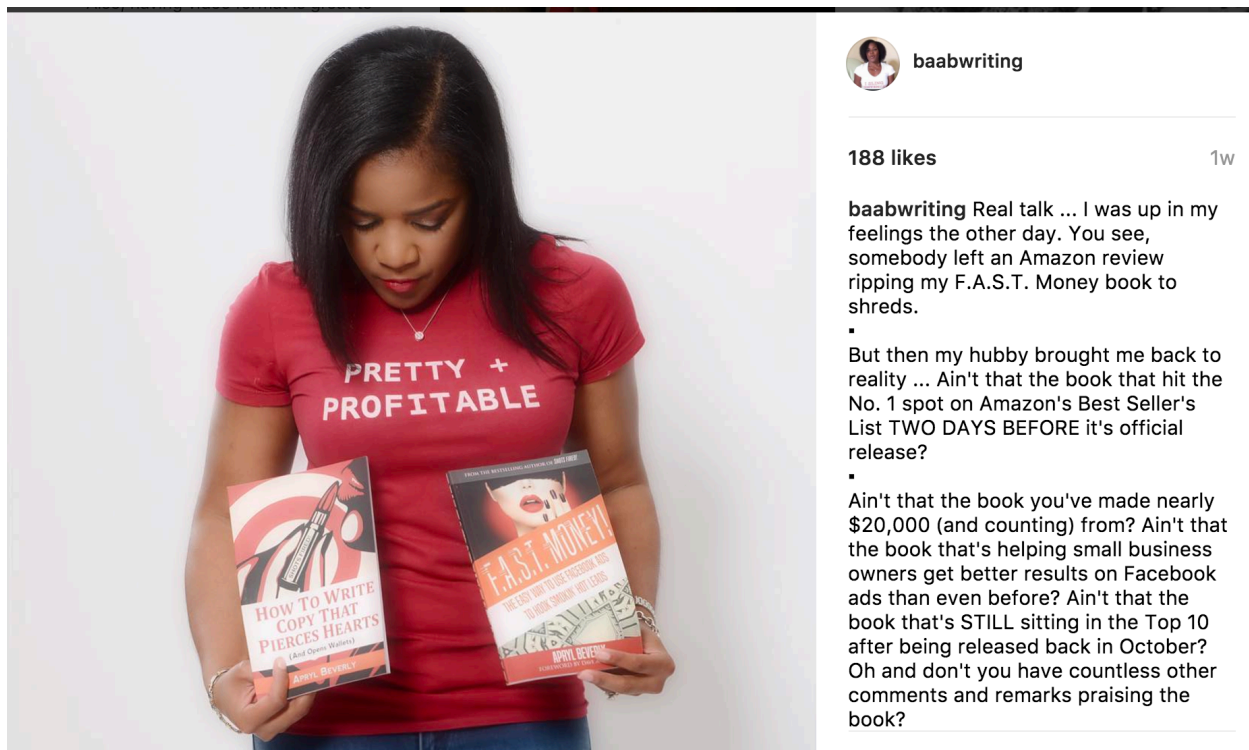 baabwriting
188 likes 1w
baabwriting Real talk ... I was up in my
feelings the other day. You see,
somebody left an Amazon review
ripping my F.A.S.T. Money book to
shreds.
▪
But then my hubby brought me back to
reality ... Ain't that the book that hit the
No. 1 spot on Amazon's Best Seller's
List TWO DAYS BEFORE it's official
release?
▪
Ain't that the book you've made nearly
$20,000 (and counting) from? Ain't that
the book that's helping small business
owners get better results on Facebook
ads than even before? Ain't that the
book that's STILL sitting in the Top 10
after being released back in October?
Oh and don't you have countless other
comments and remarks praising the
book?
PRETTY +
PROFITABLE
HOW TO WRITE
COPY THAT
PIERCES HEARTS
(And Opens Wallets)
APRYL BEVERLY
FROM THE BESTSELLING AUTHOR OF
F.A.S.T. MONEY!
THE EASY WAY TO USE FACEBOOK ADS
TO HOOK SMOKIN' HOT LEADS
APRYL BEVERLY
FOREWORD BY